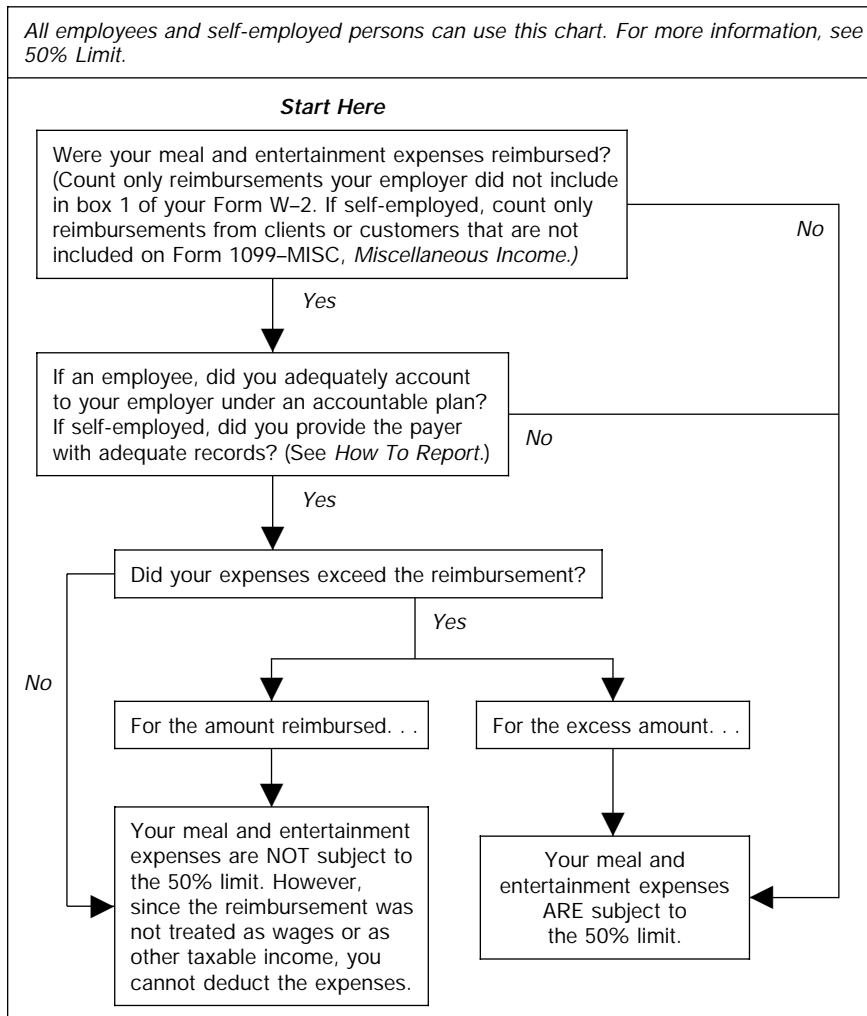 All employees and self-employed persons can use this chart. For more information, see
50% Limit.
Start Here
Were your meal and entertainment expenses reimbursed?
(Count only reimbursements your employer did not include
in box 1 of your Form W–2. If self-employed, count only
reimbursements from clients or customers that are not
included on Form 1099–MISC, Miscellaneous Income.)
No
Yes
If an employee, did you adequately account
to your employer under an accountable plan?
If self-employed, did you provide the payer
with adequate records? (See How To Report.)
No
Yes
Did your expenses exceed the reimbursement?
Yes
No
For the amount reimbursed. . .
For the excess amount. . .
Your meal and entertainment
expenses are NOT subject to
the 50% limit. However,
since the reimbursement was
not treated as wages or as
other taxable income, you
cannot deduct the expenses.
Your meal and
entertainment expenses
ARE subject to
the 50% limit.